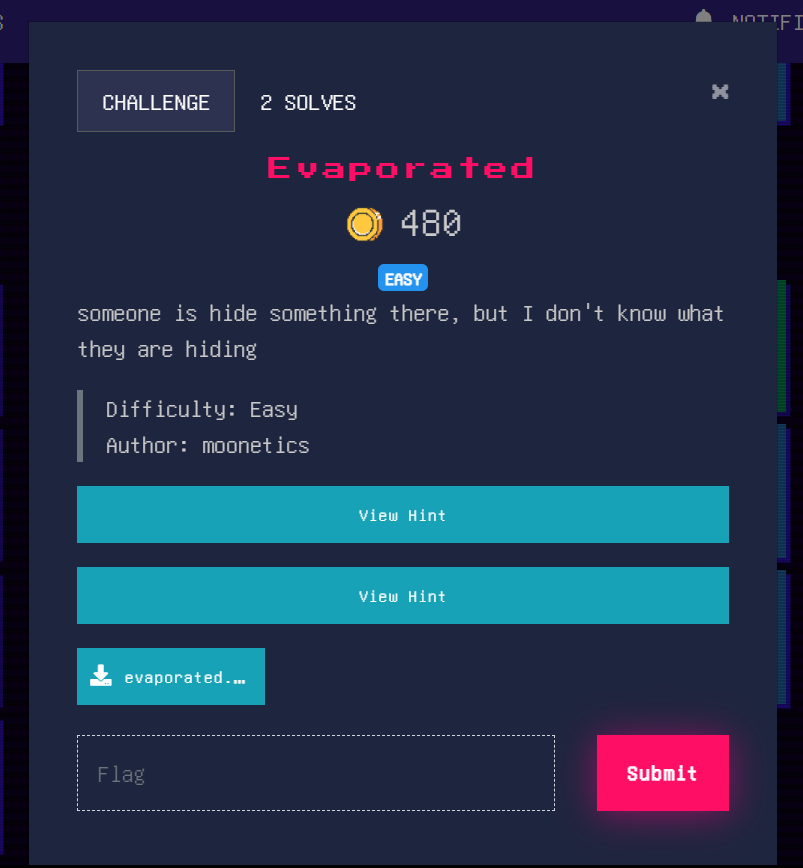 CHALLENGE
2 SOLVES
Evaporated
480
EASY
someone is hide something there, but I don't know what
they are hiding
Difficulty: Easy
Author: moonetics
View Hint
View Hint
evaporated.…
Flag
Submit